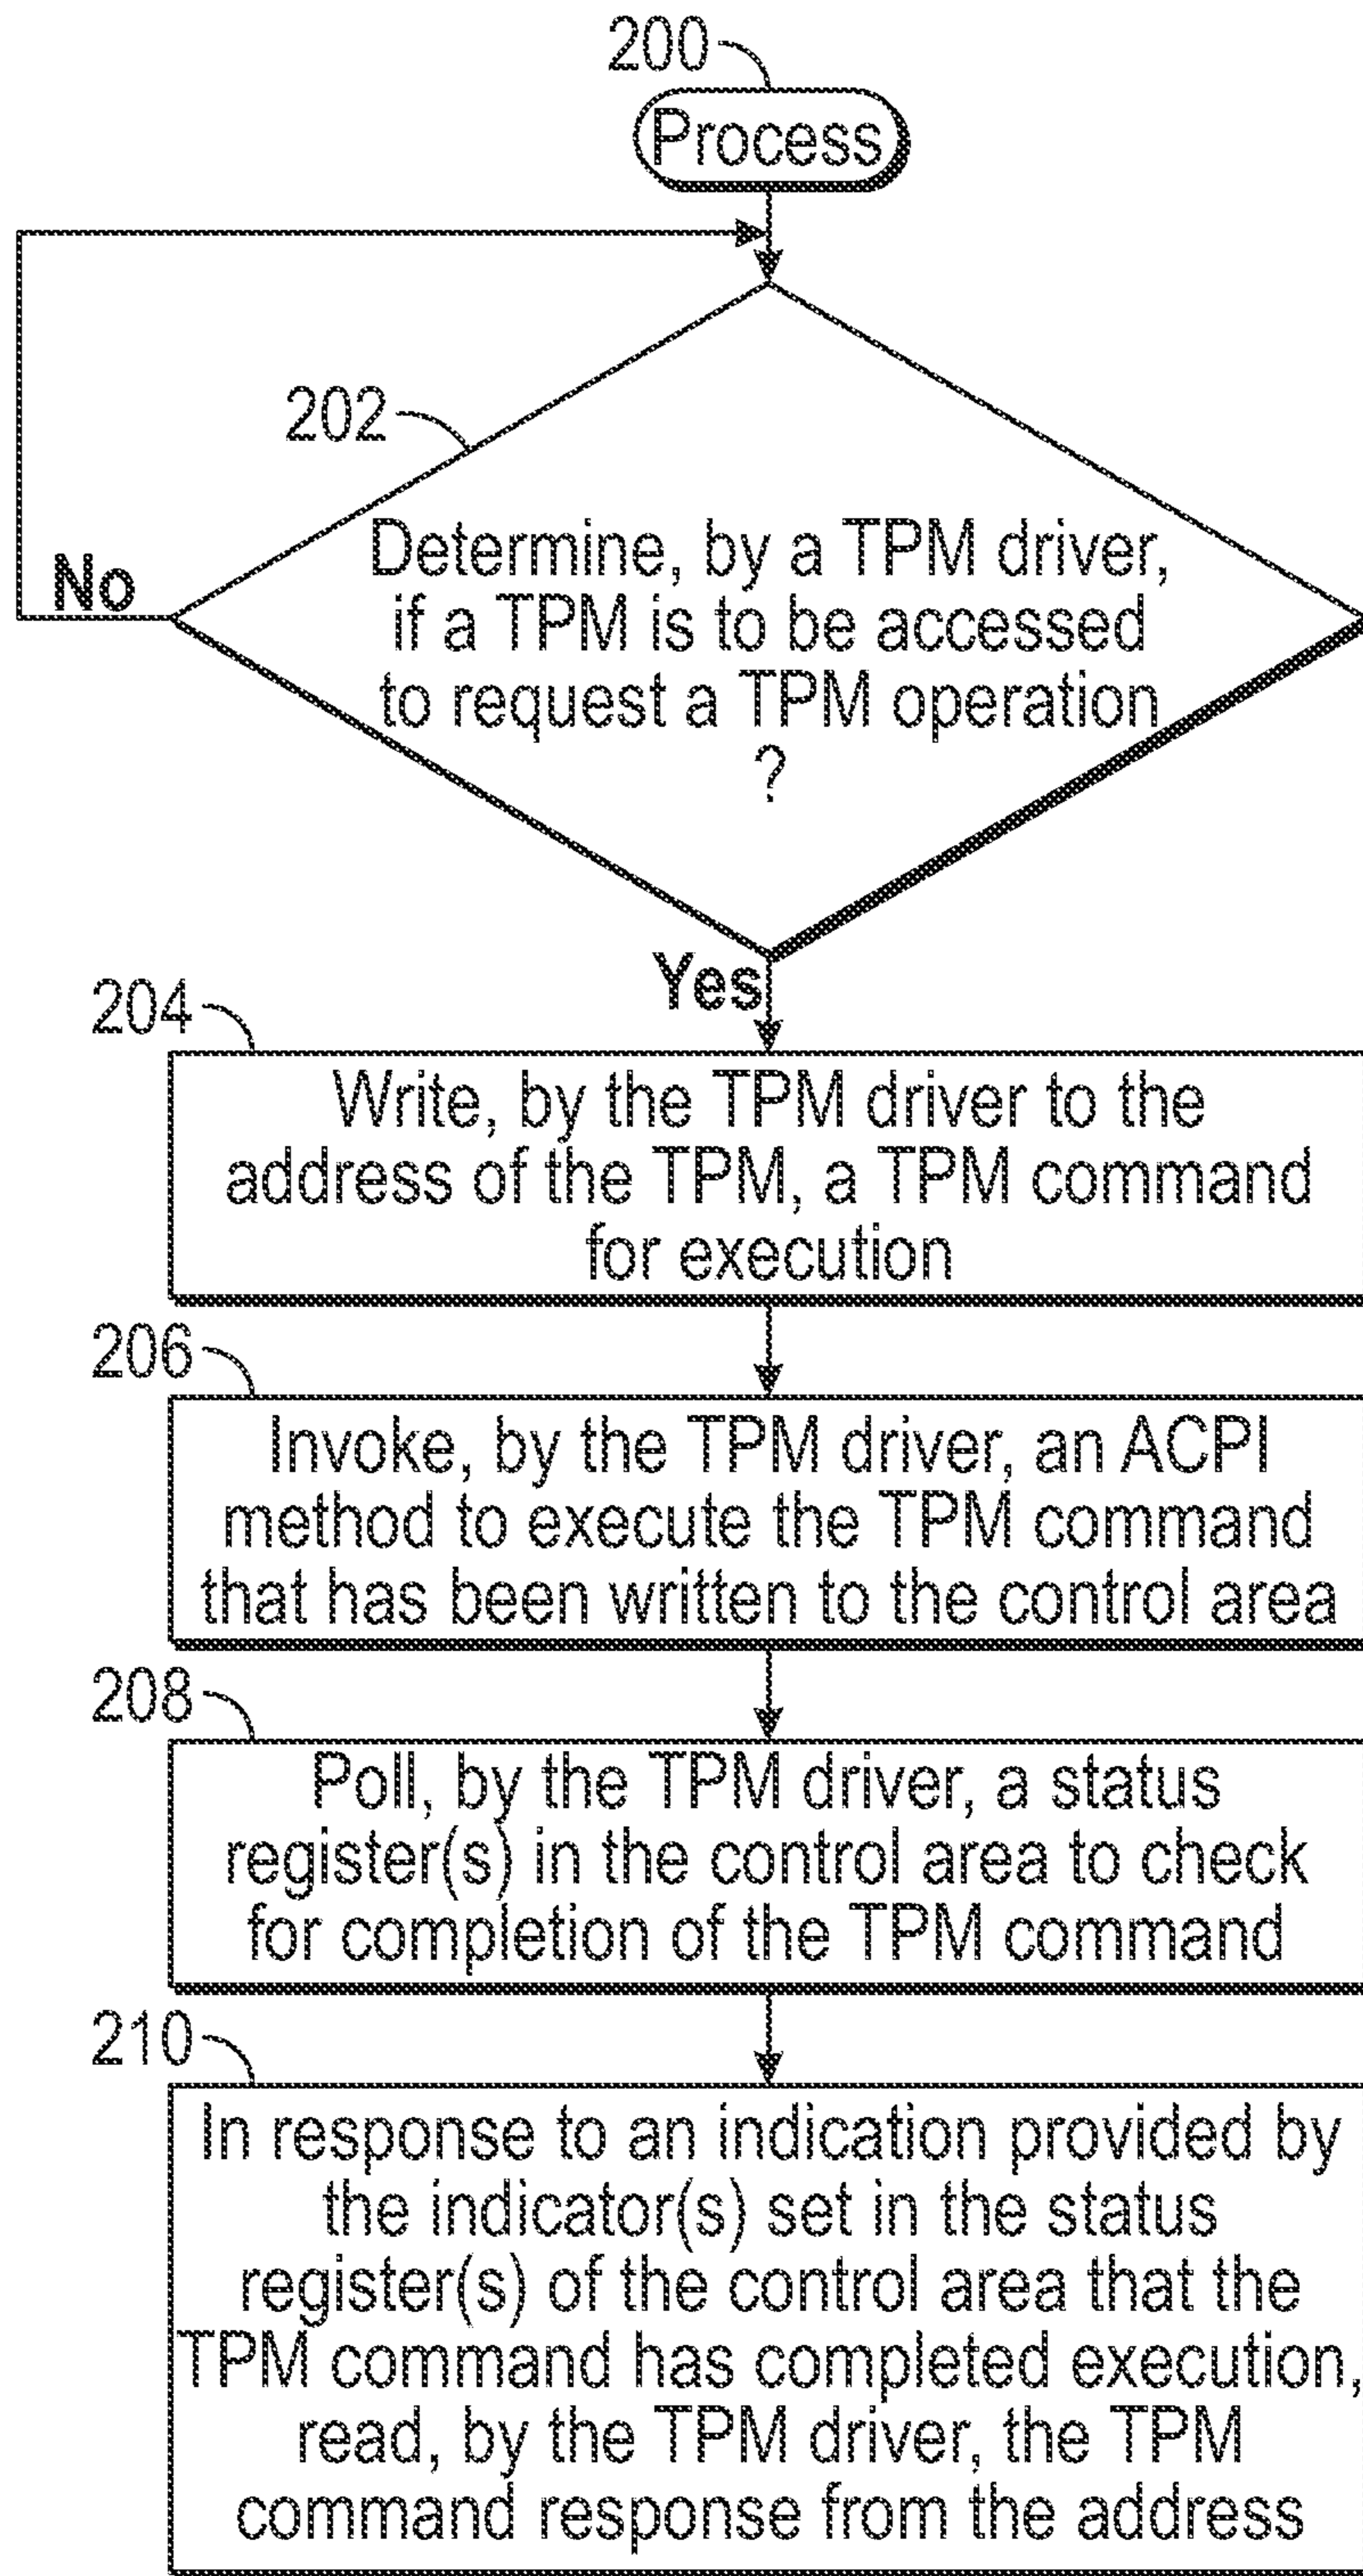 200
Process
202
Determine, by a TPM driver,
if a TPM is to be accessed
to request a TPM operation
?
No
Yes
204
Write, by the TPM driver to the
address of the TPM, a TPM command
for execution
206
Invoke, by the TPM driver, an ACPI
method to execute the TPM command
that has been written to the control area
208
Poll, by the TPM driver, a status
register(s) in the control area to check
for completion of the TPM command
210
In response to an indication provided by
the indicator(s) set in the status
register(s) of the control area that the
TPM command has completed execution,
read, by the TPM driver, the TPM
command response from the address